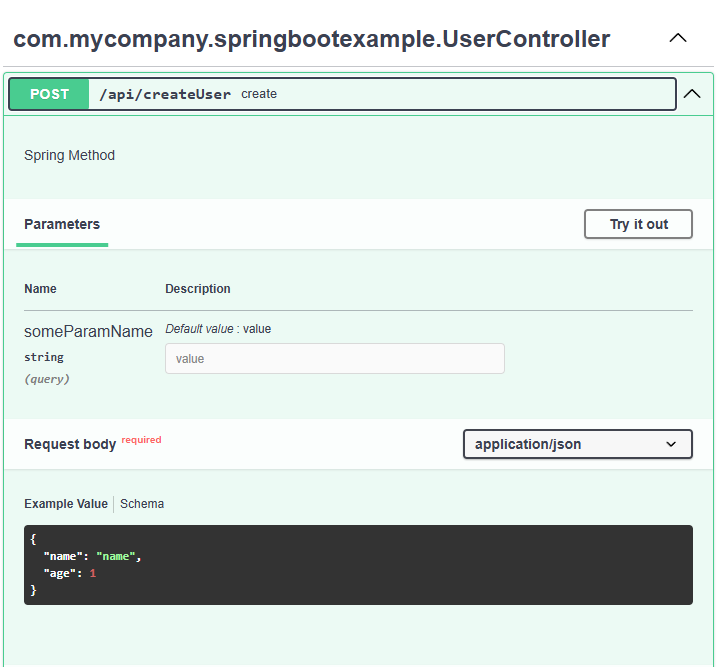 com.mycompany.springbootexample.UserController
POST /api/createUser create
Spring Method
Parameters Try it out
Name Description
someParamName Default value : value
string value
(query)
Request body required application/json
Example Value Schema
{
"name": "name",
"age": 1
}